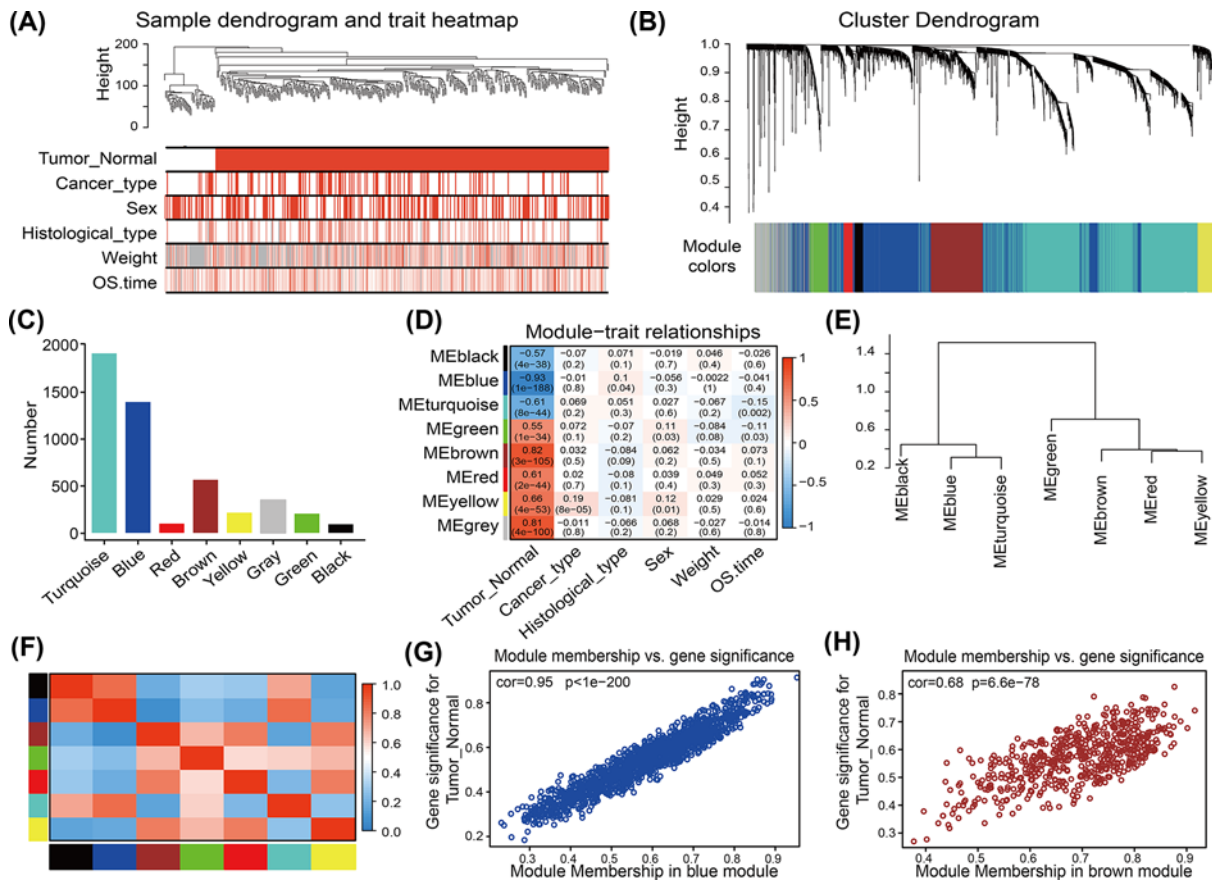 (A)
Sample dendrogram and trait heatmap
Height
200
100
0
Tumor_Normal
Cancer_type
Sex
Histological_type
Weight
OS.time
(B)
Cluster Dendrogram
Height
1.0
0.9
0.8
0.7
0.6
0.5
0.4
Module
colors
(C)
Number
2000
1500
1000
500
0
Turquoise
Blue
Red
Brown
Yellow
Gray
Green
Black
(D)
Module−trait relationships
MEblack −0.57 −0.07 0.071 −0.019 0.046 −0.026
(4e−38) (0.2) (0.1) (0.7) (0.4) (0.6)
MEblue −0.93 −0.01 0.1 −0.056 −0.0022 −0.041
(1e−188) (0.8) (0.04) (0.3) (1) (0.4)
MEturquoise −0.61 0.069 0.051 0.027 −0.067 −0.15
(8e−44) (0.2) (0.3) (0.6) (0.2) (0.002)
MEgreen 0.55 0.072 −0.07 0.11 −0.084 −0.11
(1e−34) (0.1) (0.2) (0.03) (0.08) (0.03)
MEbrown 0.82 0.032 −0.084 0.062 −0.034 0.073
(3e−105) (0.5) (0.09) (0.2) (0.5) (0.1)
MEred 0.61 0.02 −0.08 0.039 0.049 0.052
(2e−44) (0.7) (0.1) (0.4) (0.3) (0.3)
MEyellow 0.66 0.19 −0.081 0.12 0.029 0.024
(4e−53) (8e−05) (0.1) (0.01) (0.5) (0.6)
MEgrey 0.81 −0.011 −0.066 0.068 −0.027 −0.014
(4e−100) (0.8) (0.2) (0.2) (0.6) (0.8)
Tumor_Normal
Cancer_type
Histological_type
Sex
Weight
OS.time
1
0.5
0
−0.5
−1
(E)
1.4
1.0
0.6
0.2
MEblack
MEblue
MEturquoise
MEgreen
MEbrown
MEred
MEyellow
(F)
1.0
0.8
0.6
0.4
0.2
0.0
(G)
Module membership vs. gene significance
cor=0.95 p<1e−200
Gene significance for
Tumor_Normal
0.8
0.6
0.4
0.2
0.3 0.4 0.5 0.6 0.7 0.8 0.9
Module Membership in blue module
(H)
Module membership vs. gene significance
cor=0.68 p=6.6e−78
Gene significance for
Tumor_Normal
0.8
0.7
0.6
0.5
0.4
0.3
0.4 0.5 0.6 0.7 0.8 0.9
Module Membership in brown module